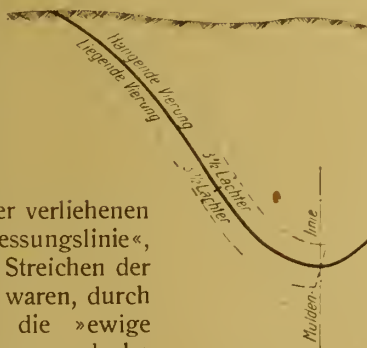 Hangende Vierung
Liegende Vierung
3½ Lachter
3½ Lachter
Mulden-
linie
er verliehenen
essungslinie«,
Streichen der
waren, durch
die »ewige